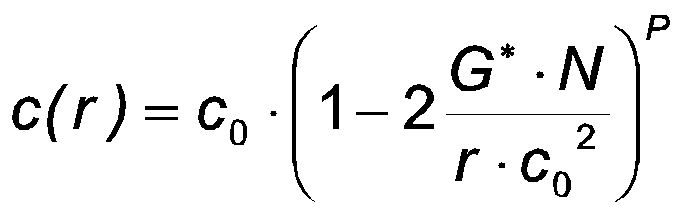 c(r) = c₀ · (1 − 2 (G* · N)/(r · c₀²))ᴾ